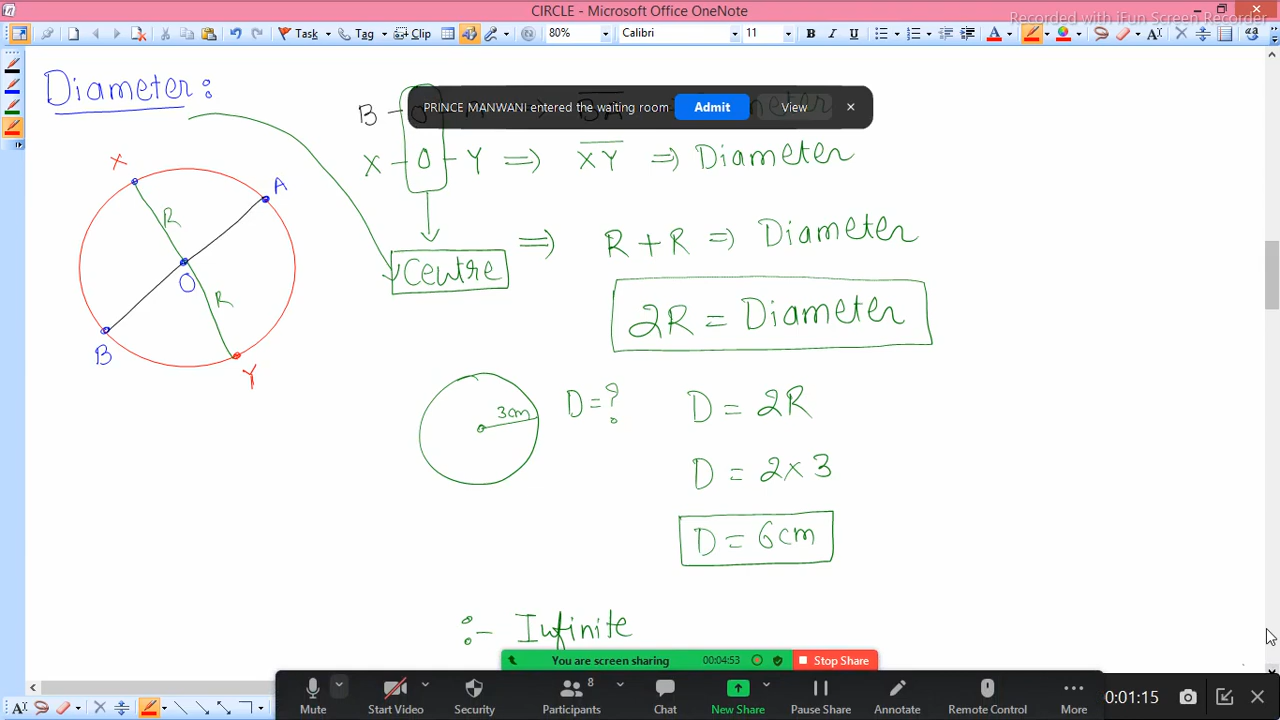 CIRCLE - Microsoft Office OneNote
Recorded with iFun Screen Recorder
Task Tag Clip 80% Calibri 11 B I U
Diameter:
PRINCE MANWANI entered the waiting room Admit View
B - O
X - O - Y ⇒ XY ⇒ Diameter
X
A
R
O
R
B
Y
Centre ⇒ R + R ⇒ Diameter
2R = Diameter
3cm D = ? D = 2R
D = 2 × 3
D = 6cm
:- Infinite
You are screen sharing 00:04:53 Stop Share
Mute Start Video Security Participants 8 Chat New Share Pause Share Annotate Remote Control More
0:01:15